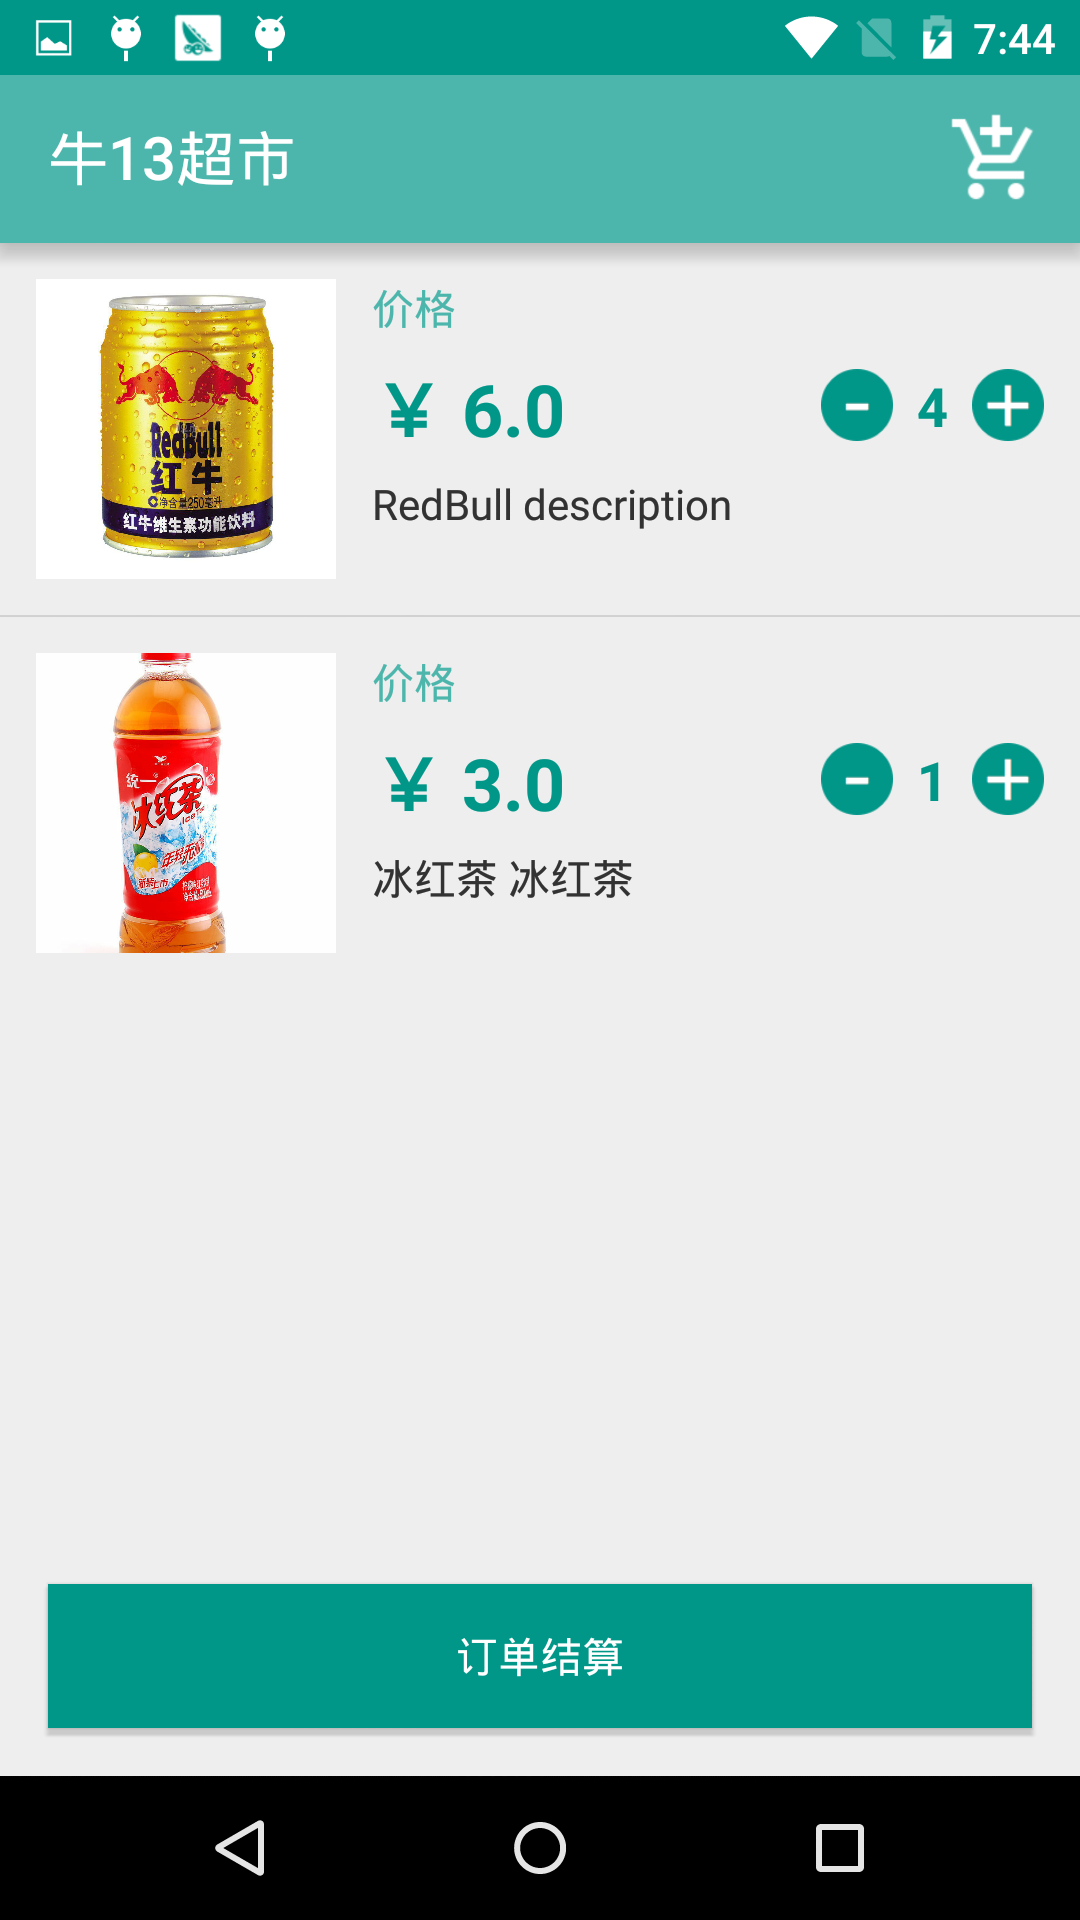 7:44
牛13超市
价格
¥ 6.0
- 4 +
RedBull description
RedBull
红牛
净含量250毫升
红牛维生素功能饮料
价格
¥ 3.0
- 1 +
冰红茶 冰红茶
统一
冰红茶
订单结算